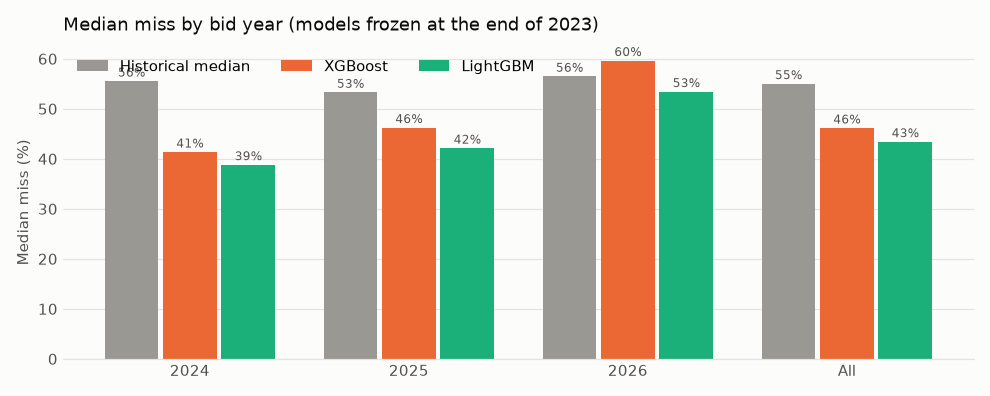 Median miss by bid year (models frozen at the end of 2023)
Historical median XGBoost LightGBM
Median miss (%)
60
50
40
30
20
10
0
56% 41% 39%
53% 46% 42%
56% 60% 53%
55% 46% 43%
2024 2025 2026 All